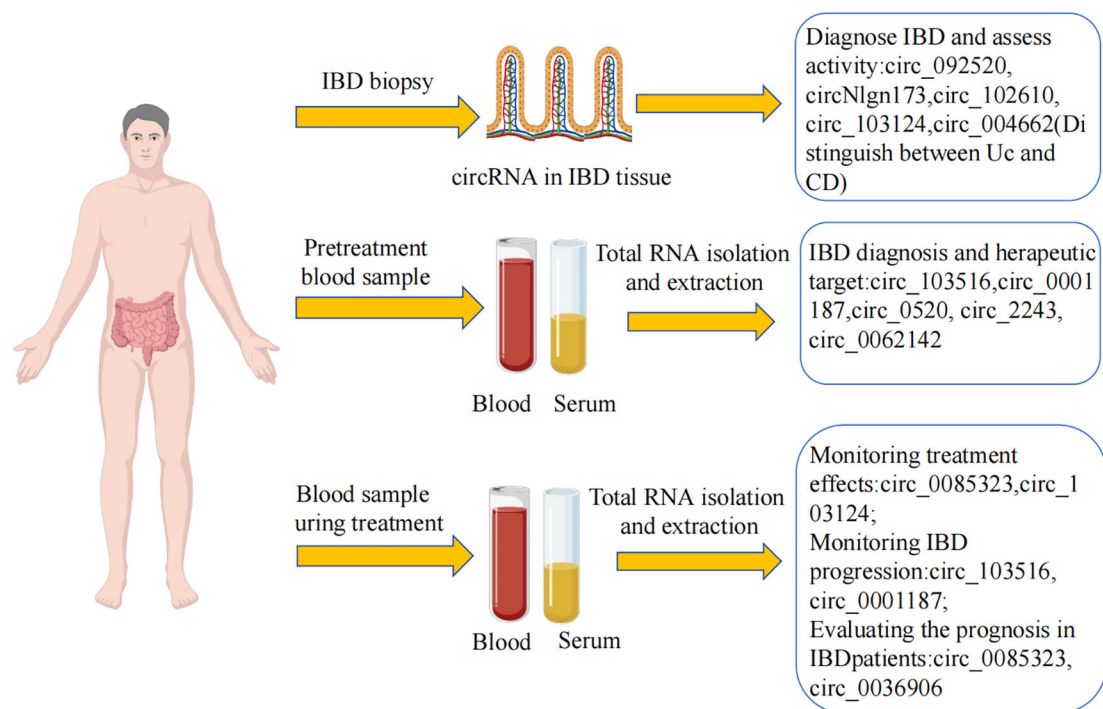 IBD biopsy
circRNA in IBD tissue
Diagnose IBD and assess
activity:circ_092520,
circNlgn173,circ_102610,
circ_103124,circ_004662(Di
stinguish between Uc and
CD)
Pretreatment
blood sample
Blood
Serum
Total RNA isolation
and extraction
IBD diagnosis and herapeutic
target:circ_103516,circ_0001
187,circ_0520, circ_2243,
circ_0062142
Blood sample
uring treatment
Blood
Serum
Total RNA isolation
and extraction
Monitoring treatment
effects:circ_0085323,circ_1
03124;
Monitoring IBD
progression:circ_103516,
circ_0001187;
Evaluating the prognosis in
IBDpatients:circ_0085323,
circ_0036906